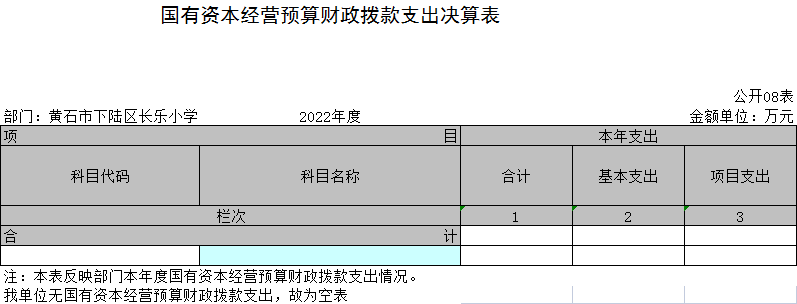 国有资本经营预算财政拨款支出决算表
公开08表
部门：黄石市下陆区长乐小学 2022年度 金额单位：万元
项 目 本年支出
科目代码 科目名称 合计 基本支出 项目支出
栏次 1 2 3
合 计
注：本表反映部门本年度国有资本经营预算财政拨款支出情况。
我单位无国有资本经营预算财政拨款支出，故为空表